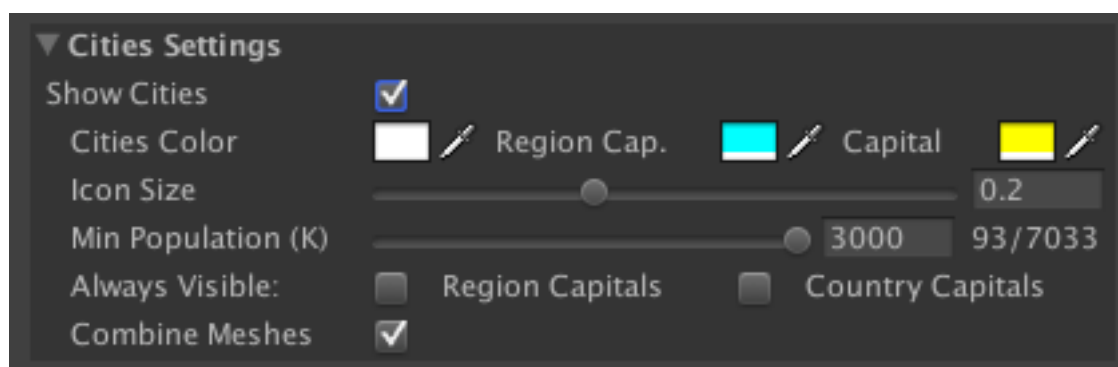 Cities Settings
Show Cities
Cities Color Region Cap. Capital
Icon Size 0.2
Min Population (K) 3000 93/7033
Always Visible: Region Capitals Country Capitals
Combine Meshes